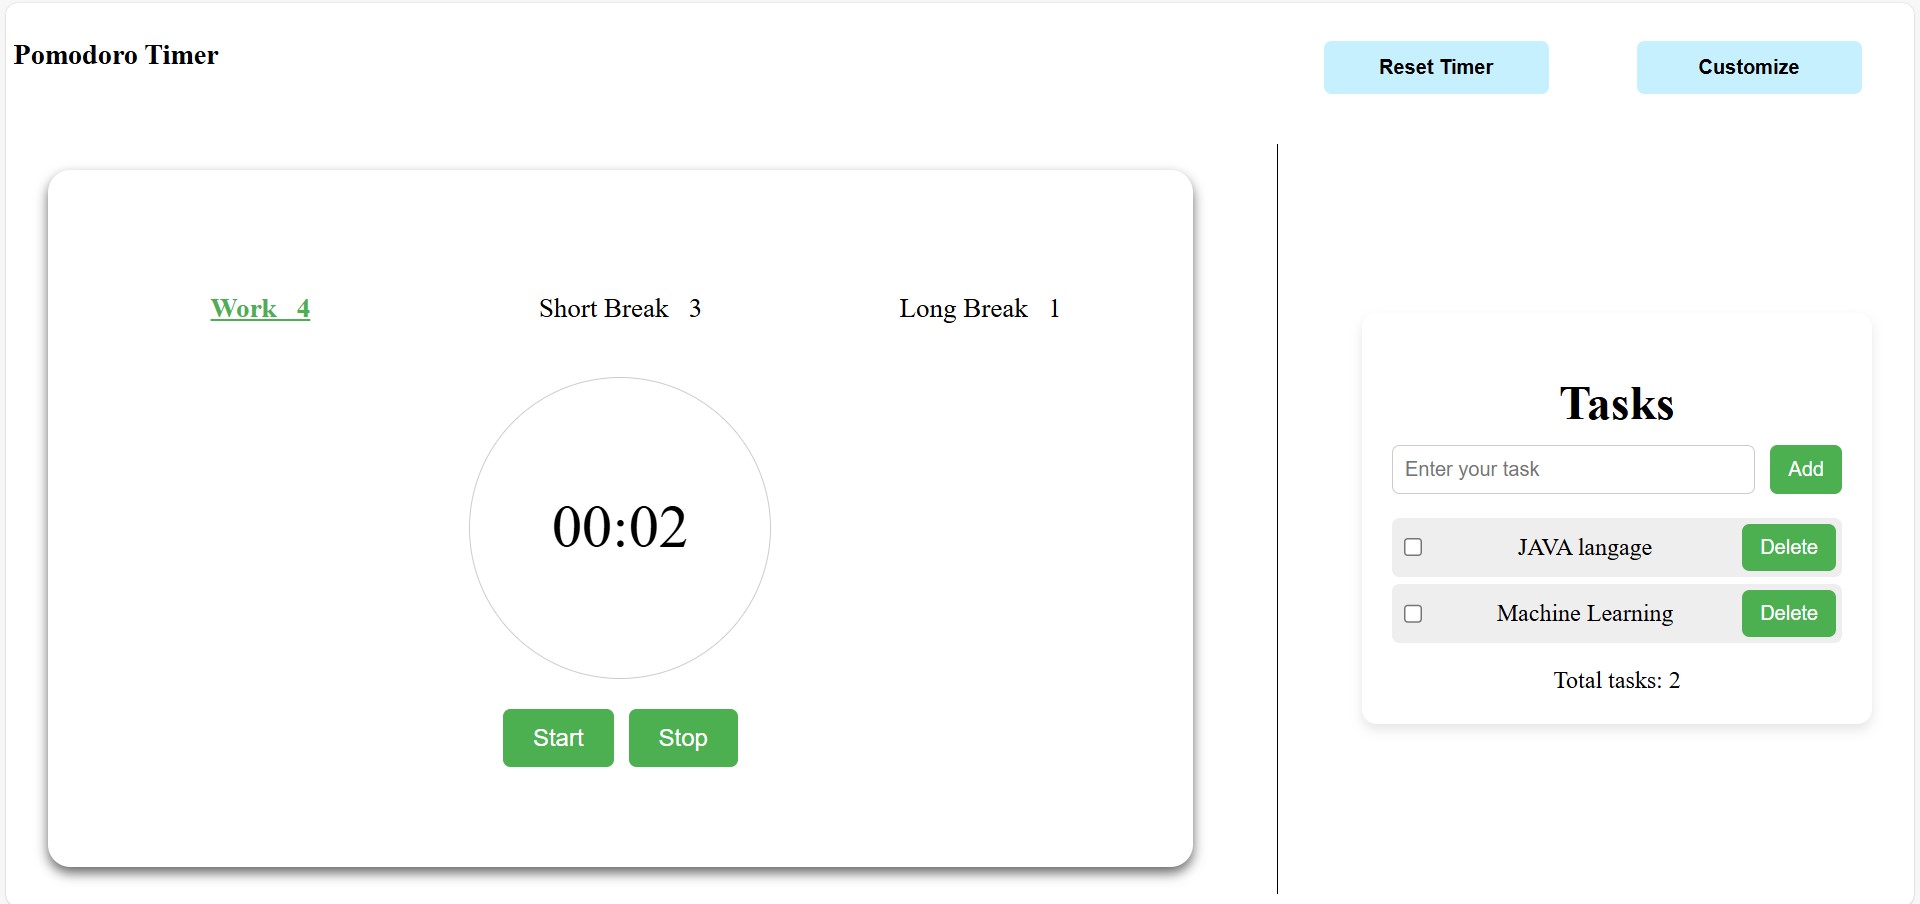 Pomodoro Timer
Reset Timer
Customize
Work 4
Short Break 3
Long Break 1
00:02
Start
Stop
Tasks
Enter your task
Add
JAVA langage
Delete
Machine Learning
Delete
Total tasks: 2